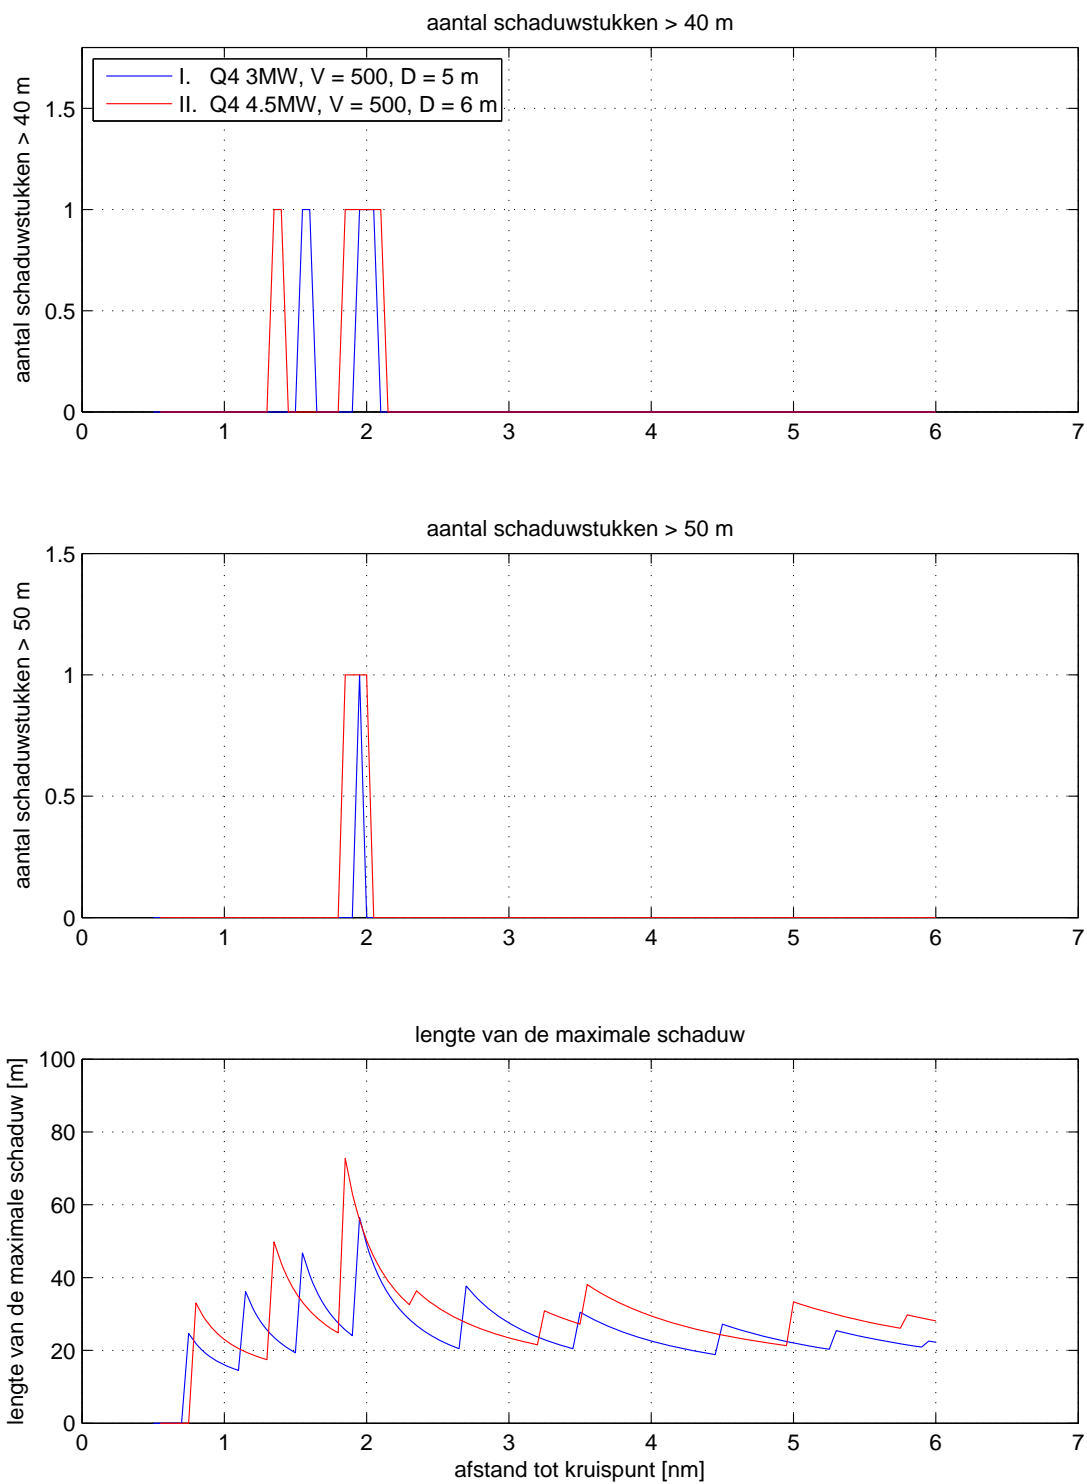 aantal schaduwstukken > 40 m
aantal schaduwstukken > 40 m
I. Q4 3MW, V = 500, D = 5 m
II. Q4 4.5MW, V = 500, D = 6 m
1.5
1
0.5
0
0 1 2 3 4 5 6 7
aantal schaduwstukken > 50 m
aantal schaduwstukken > 50 m
1.5
1
0.5
0
0 1 2 3 4 5 6 7
lengte van de maximale schaduw
lengte van de maximale schaduw [m]
100
80
60
40
20
0
0 1 2 3 4 5 6 7
afstand tot kruispunt [nm]